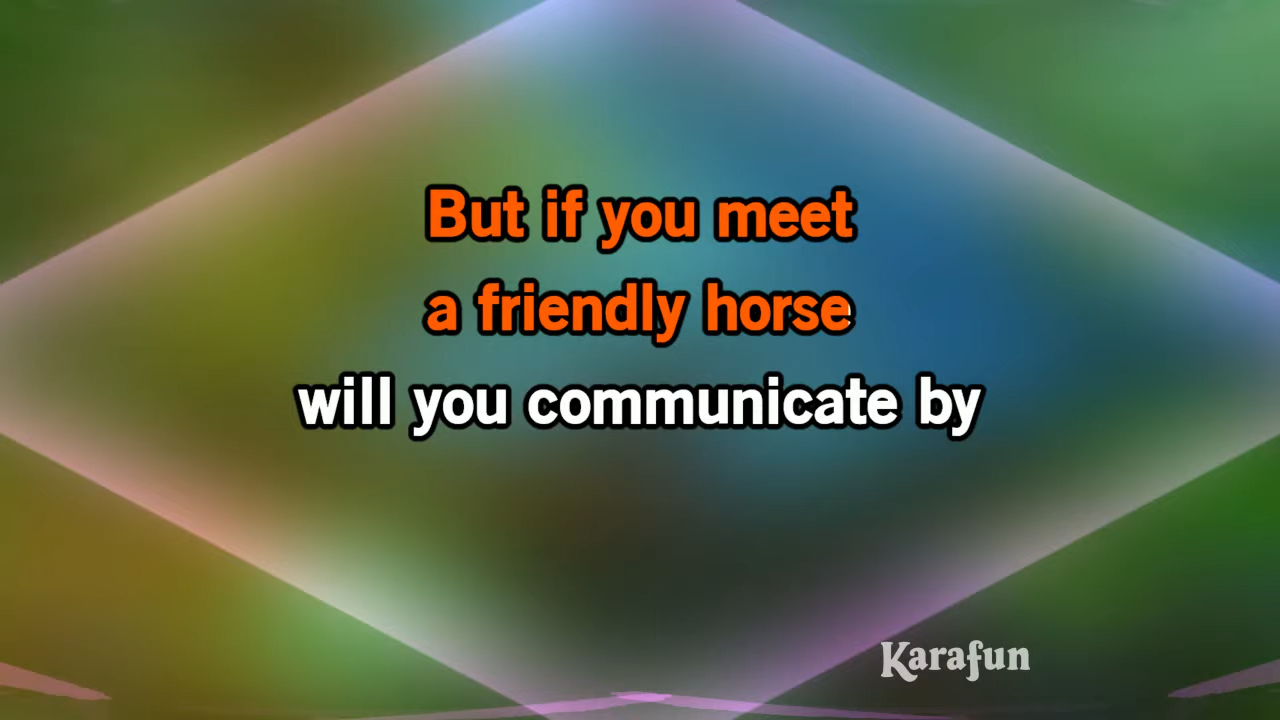 But if you meet
a friendly horse
will you communicate by
Karafun